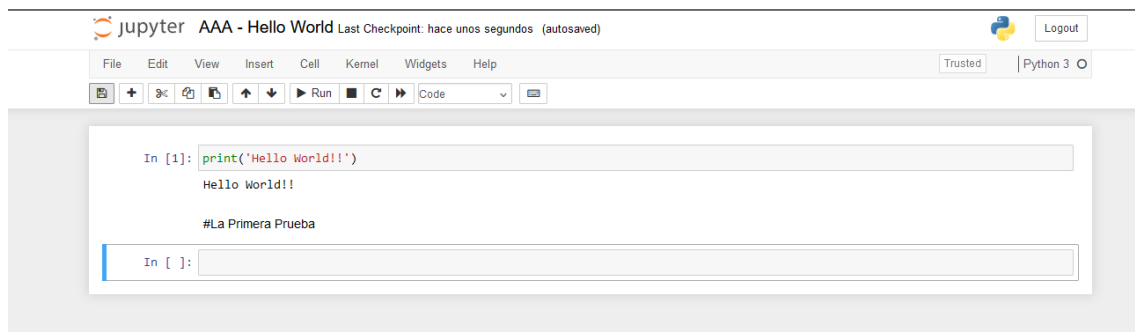 jupyter AAA - Hello World Last Checkpoint: hace unos segundos (autosaved) Logout
File Edit View Insert Cell Kernel Widgets Help Trusted Python 3
Run Code
In [1]: print('Hello World!!')
Hello World!!
#La Primera Prueba
In [ ]: